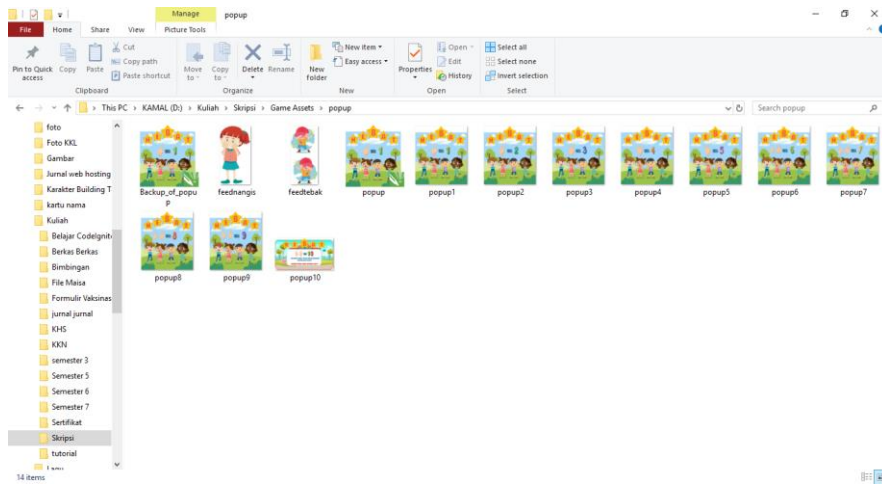 Manage popup
File Home Share View Picture Tools
Pin to Quick access
Copy
Paste
Cut
Copy path
Paste shortcut
Clipboard
Move to
Copy to
Delete
Rename
Organize
New folder
New item
Easy access
New
Properties
Open
Edit
History
Open
Select all
Select none
Invert selection
Select
This PC > KAMAL (D:) > Kuliah > Skripsi > Game Assets > popup
Search popup
foto
Foto KKL
Gambar
Jurnal web hosting
Karakter Building T
kartu nama
Kuliah
Belajar CodeIgnit
Berkas Berkas
Bimbingan
File Maisa
Formulir Vaksinas
jurnal jurnal
KHS
KKN
semester 3
Semester 5
Semester 6
Semester 7
Sertifikat
Skripsi
tutorial
Backup_of_popu
p
feednangis
feedtebak
popup
popup1
popup2
popup3
popup4
popup5
popup6
popup7
popup8
popup9
popup10
14 items